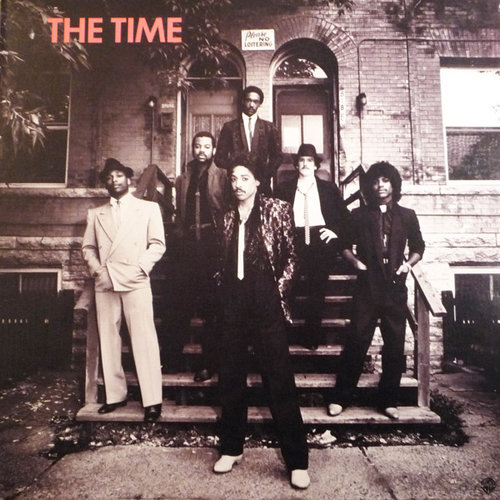 THE TIME
Please
NO
LOITERING